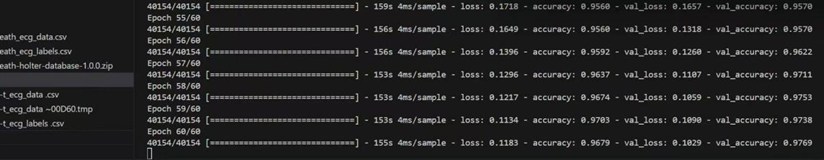 eath_ecg_data.csv
eath_ecg_labels.csv
eath-holter-database-1.0.0.zip
-t_ecg_data .csv
-t_ecg_data ~00D60.tmp
-t_ecg_labels .csv
40154/40154 [==============================] - 159s 4ms/sample - loss: 0.1718 - accuracy: 0.9560 - val_loss: 0.1657 - val_accuracy: 0.9570
Epoch 55/60
40154/40154 [==============================] - 156s 4ms/sample - loss: 0.1649 - accuracy: 0.9560 - val_loss: 0.1318 - val_accuracy: 0.9570
Epoch 56/60
40154/40154 [==============================] - 156s 4ms/sample - loss: 0.1396 - accuracy: 0.9592 - val_loss: 0.1260 - val_accuracy: 0.9622
Epoch 57/60
40154/40154 [==============================] - 153s 4ms/sample - loss: 0.1296 - accuracy: 0.9637 - val_loss: 0.1107 - val_accuracy: 0.9711
Epoch 58/60
40154/40154 [==============================] - 153s 4ms/sample - loss: 0.1217 - accuracy: 0.9674 - val_loss: 0.1059 - val_accuracy: 0.9753
Epoch 59/60
40154/40154 [==============================] - 153s 4ms/sample - loss: 0.1134 - accuracy: 0.9703 - val_loss: 0.1090 - val_accuracy: 0.9738
Epoch 60/60
40154/40154 [==============================] - 155s 4ms/sample - loss: 0.1183 - accuracy: 0.9679 - val_loss: 0.1029 - val_accuracy: 0.9769